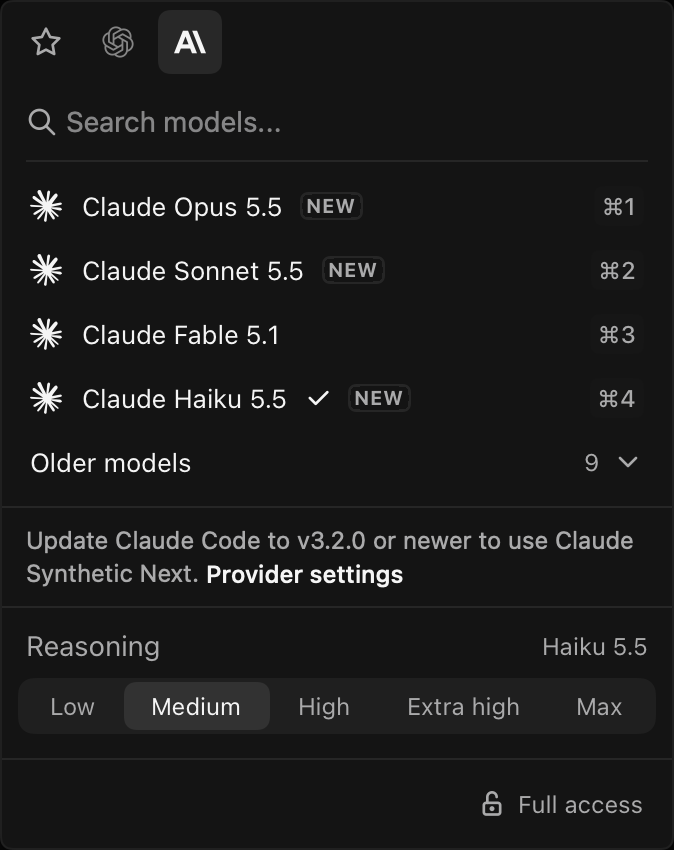 Search models...
Claude Opus 5.5 NEW ⌘1
Claude Sonnet 5.5 NEW ⌘2
Claude Fable 5.1 ⌘3
Claude Haiku 5.5 ✓ NEW ⌘4
Older models 9
Update Claude Code to v3.2.0 or newer to use Claude
Synthetic Next. Provider settings
Reasoning Haiku 5.5
Low Medium High Extra high Max
Full access